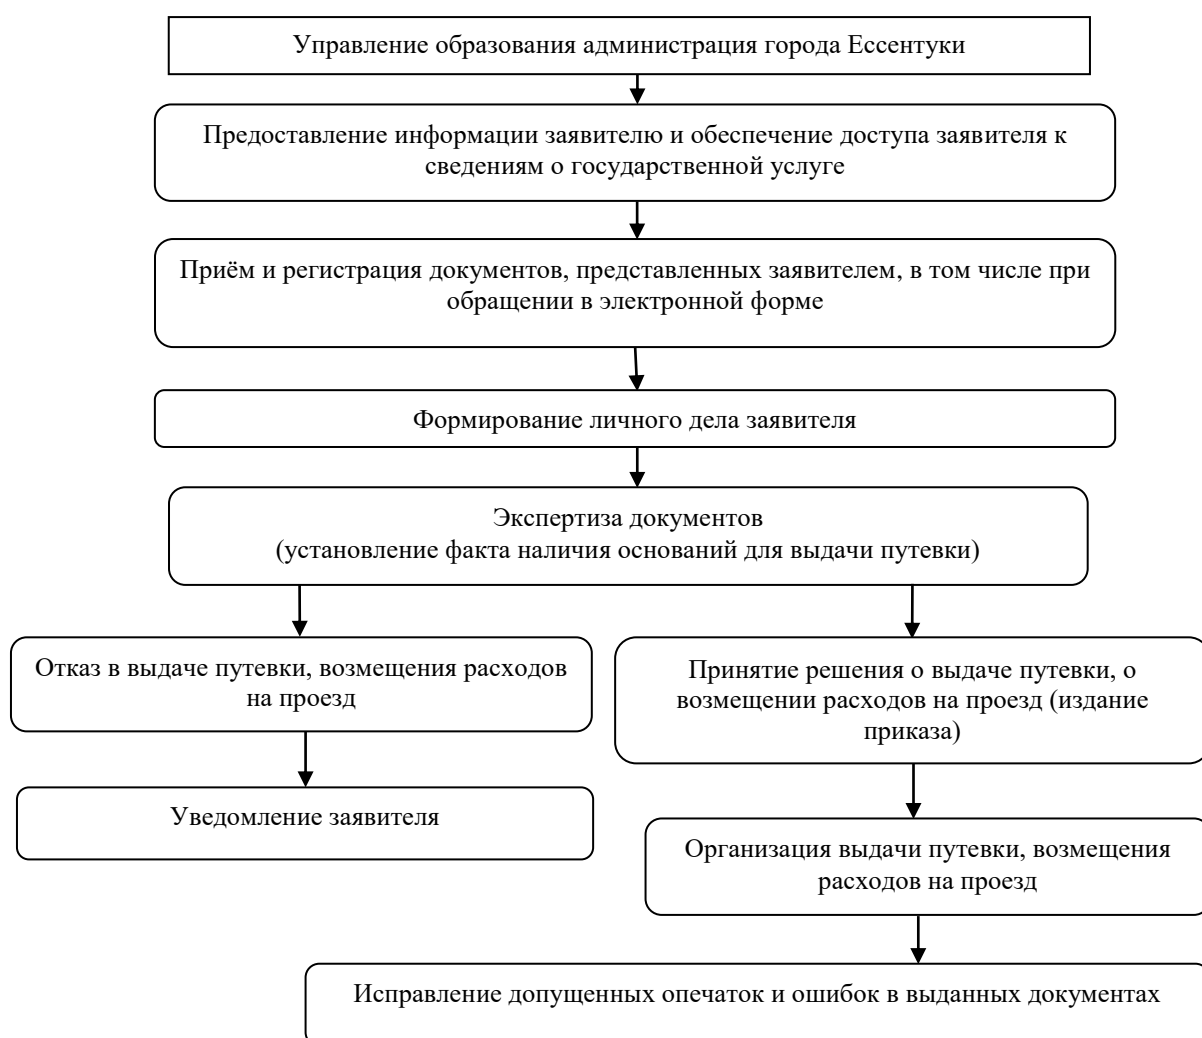 Управление образования администрация города Ессентуки
Предоставление информации заявителю и обеспечение доступа заявителя к
сведениям о государственной услуге
Приём и регистрация документов, представленных заявителем, в том числе при
обращении в электронной форме
Формирование личного дела заявителя
Экспертиза документов
(установление факта наличия оснований для выдачи путевки)
Отказ в выдаче путевки, возмещения расходов
на проезд
Уведомление заявителя
Принятие решения о выдаче путевки, о
возмещении расходов на проезд (издание
приказа)
Организация выдачи путевки, возмещения
расходов на проезд
Исправление допущенных опечаток и ошибок в выданных документах